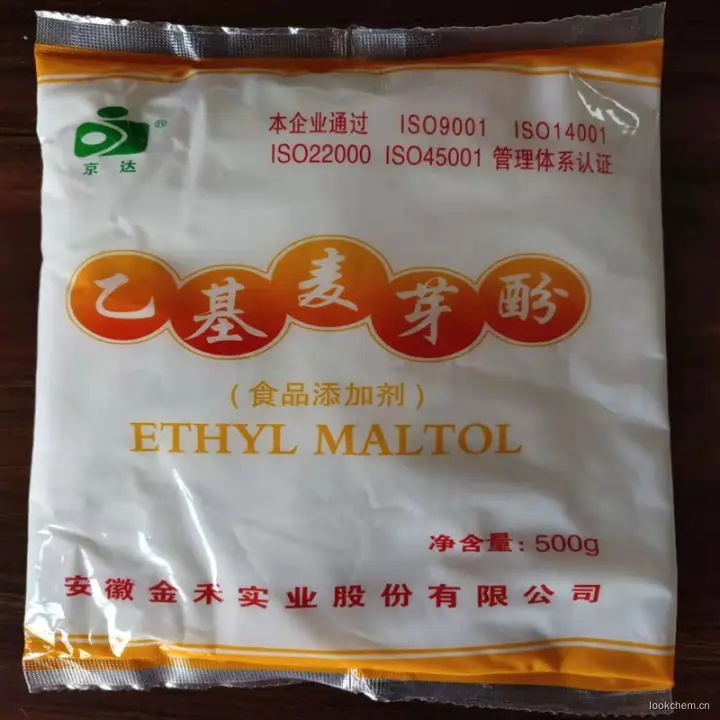 本企业通过 ISO9001 ISO14001
ISO22000 ISO45001 管理体系认证
®
京达
乙基麦芽酚
(食品添加剂)
ETHYL MALTOL
净含量: 500g
安徽金禾实业股份有限公司
lookchem.cn